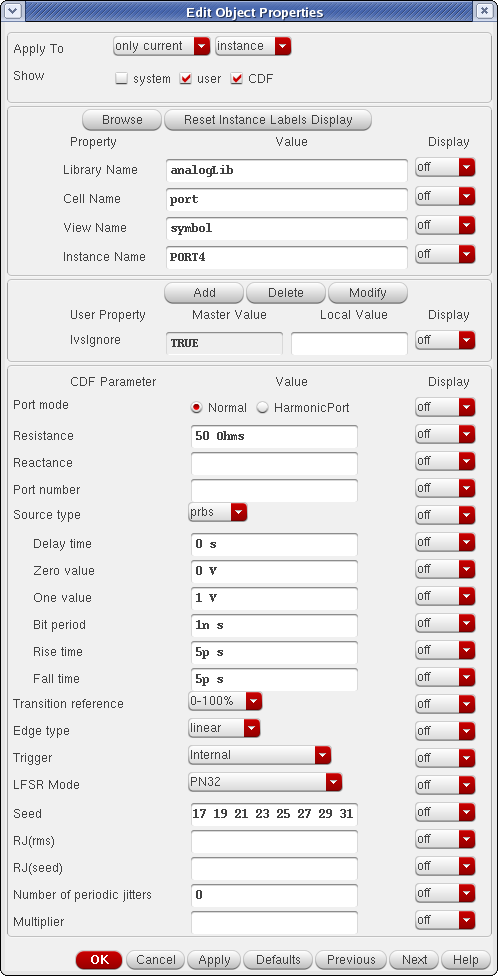 Edit Object Properties
Apply To only current instance
Show system user CDF
Browse Reset Instance Labels Display
Property Value Display
Library Name analogLib off
Cell Name port off
View Name symbol off
Instance Name PORT4 off
Add Delete Modify
User Property Master Value Local Value Display
lvsIgnore TRUE off
CDF Parameter Value Display
Port mode Normal HarmonicPort off
Resistance 50 Ohms off
Reactance off
Port number off
Source type prbs off
Delay time 0 s off
Zero value 0 V off
One value 1 V off
Bit period 1n s off
Rise time 5p s off
Fall time 5p s off
Transition reference 0-100% off
Edge type linear off
Trigger Internal off
LFSR Mode PN32 off
Seed 17 19 21 23 25 27 29 31 off
RJ(rms) off
RJ(seed) off
Number of periodic jitters 0 off
Multiplier off
OK Cancel Apply Defaults Previous Next Help